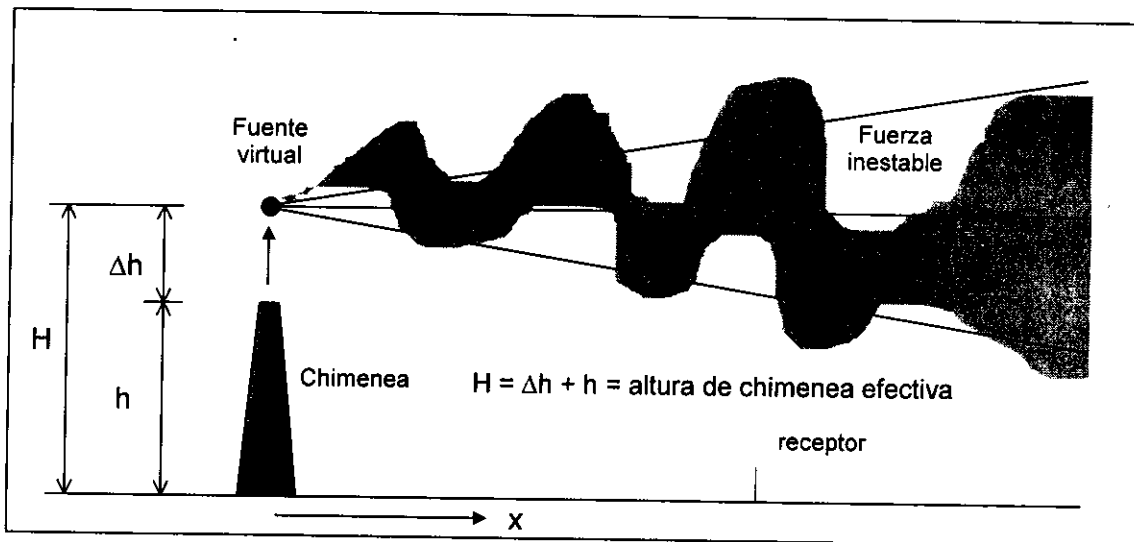 Fuente
virtual
Fuerza
inestable
Δh
H
h
Chimenea
H = Δh + h = altura de chimenea efectiva
receptor
x